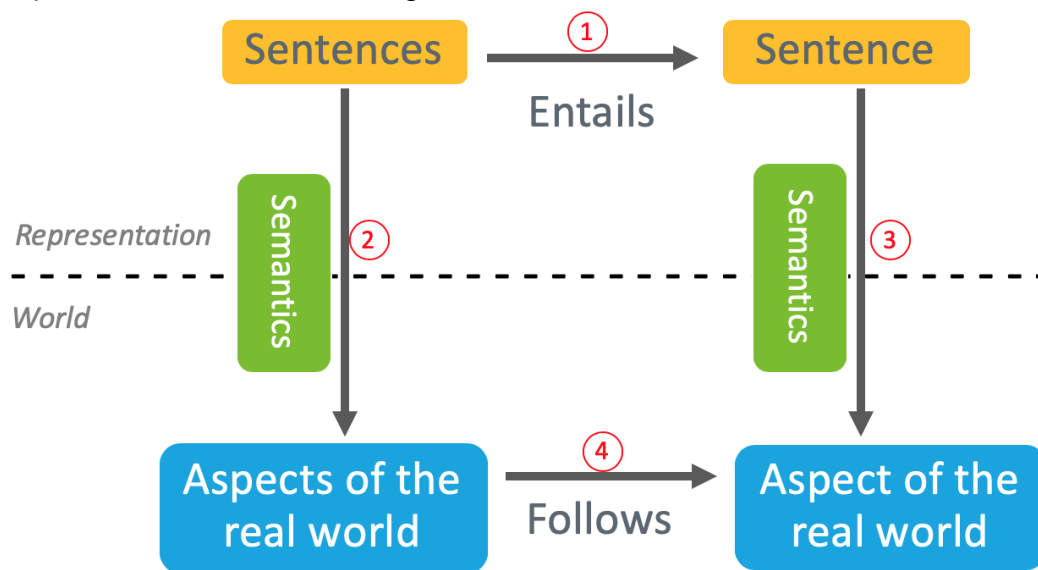 Sentences
1
Sentence
Entails
Semantics
2
Semantics
3
Representation
World
4
Aspects of the
real world
Follows
Aspect of the
real world